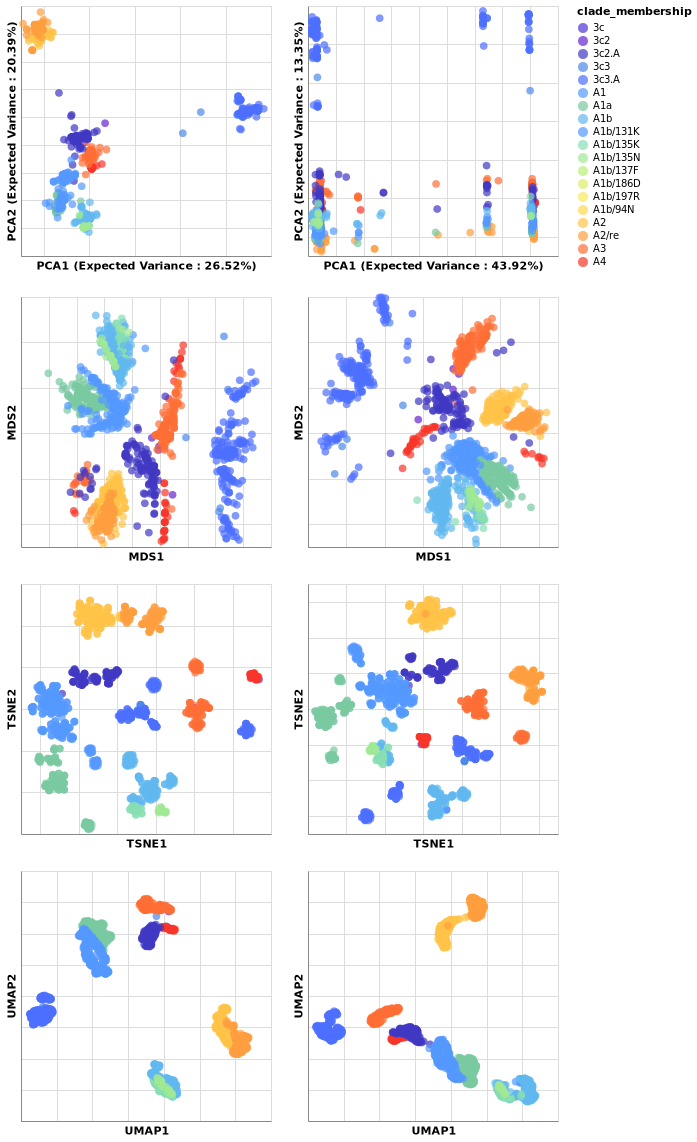 clade_membership
3c
3c2
3c2.A
3c3
3c3.A
A1
A1a
A1b
A1b/131K
A1b/135K
A1b/135N
A1b/137F
A1b/186D
A1b/197R
A1b/94N
A2
A2/re
A3
A4
PCA2 (Expected Variance : 20.39%)
PCA1 (Expected Variance : 26.52%)
PCA2 (Expected Variance : 13.35%)
PCA1 (Expected Variance : 43.92%)
MDS2
MDS1
MDS2
MDS1
TSNE2
TSNE1
TSNE2
TSNE1
UMAP2
UMAP1
UMAP2
UMAP1